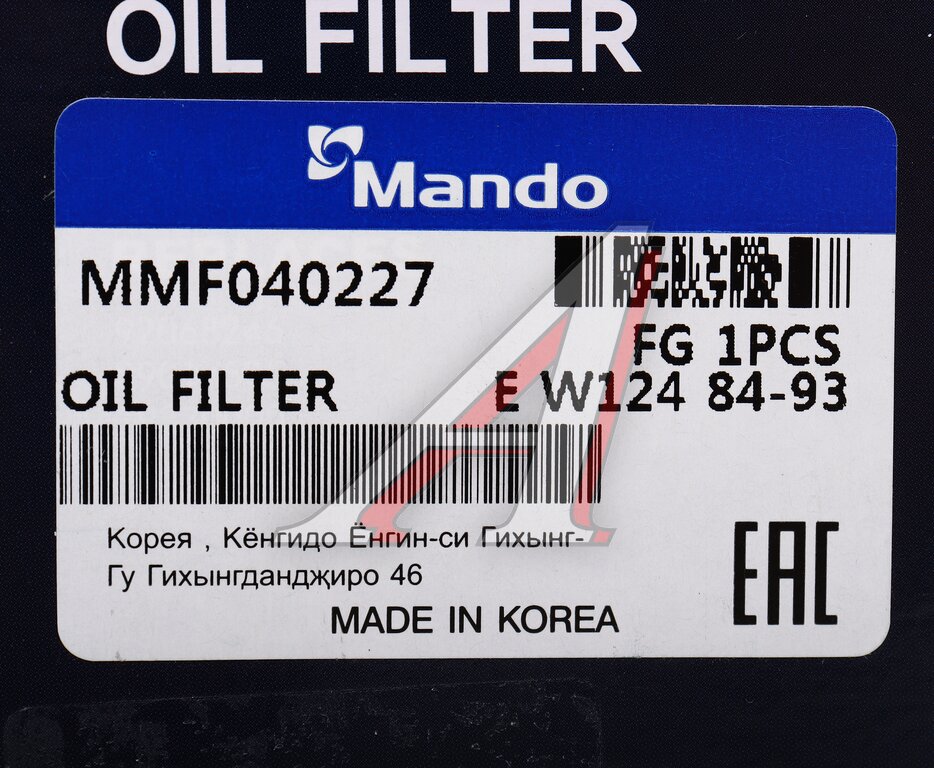 OIL FILTER
Mando
MMF040227
FG 1PCS
OIL FILTER E W124 84-93
Корея , Кёнгидо Ёнгин-си Гихынг-
Гу Гихынгданджиро 46
MADE IN KOREA
EAC